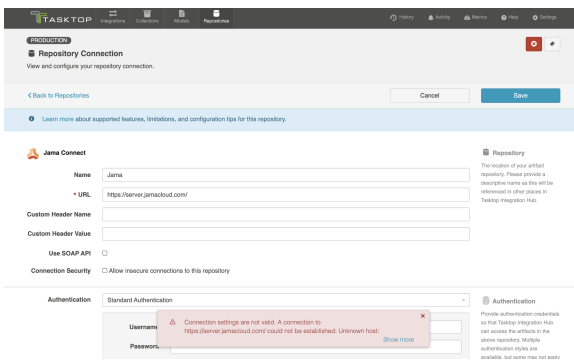 TASKTOP
Integrations Collections Models Repositories History Activity Metrics Help Settings
PRODUCTION
Repository Connection
View and configure your repository connection.
Back to Repositories Cancel Save
Learn more about supported features, limitations, and configuration tips for this repository.
Jama Connect
Name Jama
* URL https://server.jamacloud.com/
Custom Header Name
Custom Header Value
Use SOAP API
Connection Security Allow insecure connections to this repository
Repository
The location of your artifact
repository. Please provide a
descriptive name as this will be
referenced in other places in
Tasktop Integration Hub.
Authentication Standard Authentication
Username
Password
Connection settings are not valid. A connection to
https://server.jamacloud.com/ could not be established: Unknown host:
Show more
Authentication
Provide authentication credentials
so that Tasktop Integration Hub
can access the artifacts in the
above repository. Multiple
authentication styles are
available, but some may not apply